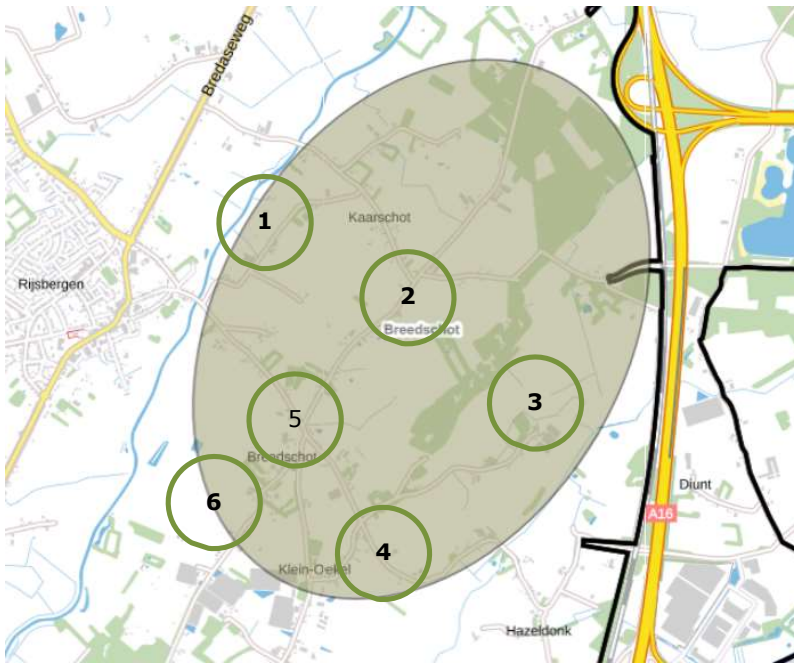 Bredaseweg
1
Kaarschot
Rijsbergen
2
Breedschot
3
5
Breedschot
6
Diunt
A16
4
Klein-Oekel
Hazeldonk